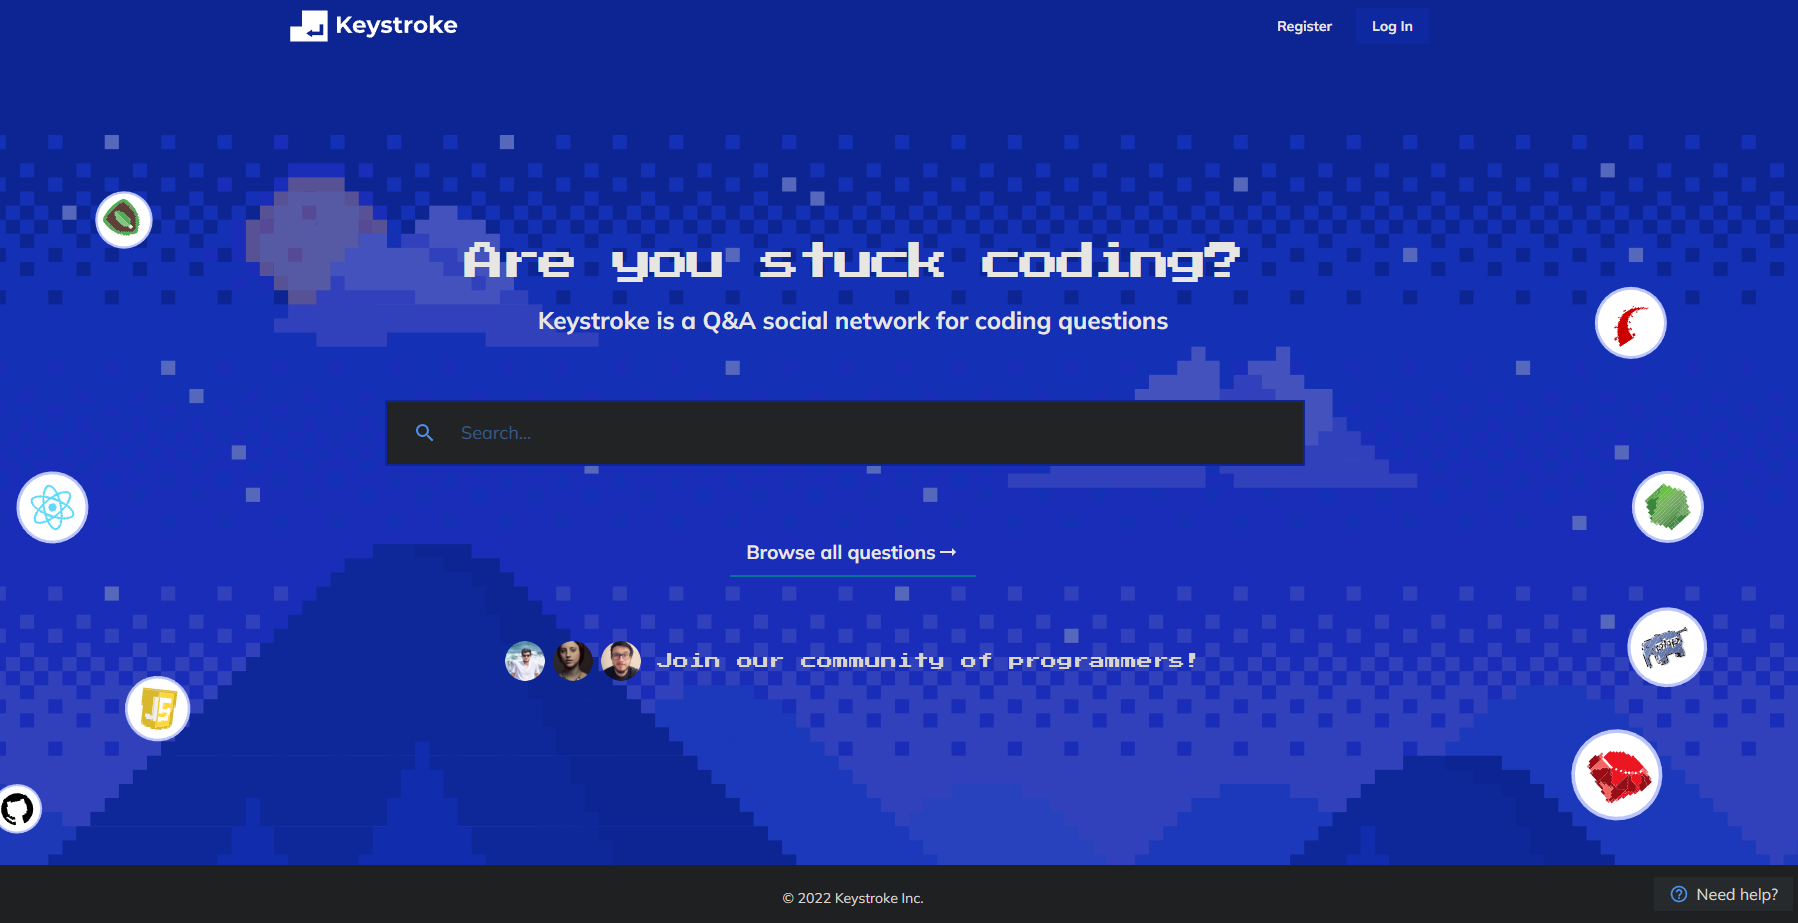 Keystroke
Register
Log In
Are you stuck coding?
Keystroke is a Q&A social network for coding questions
Search...
Browse all questions→
Join our community of programmers!
JS
php
© 2022 Keystroke Inc.
Need help?